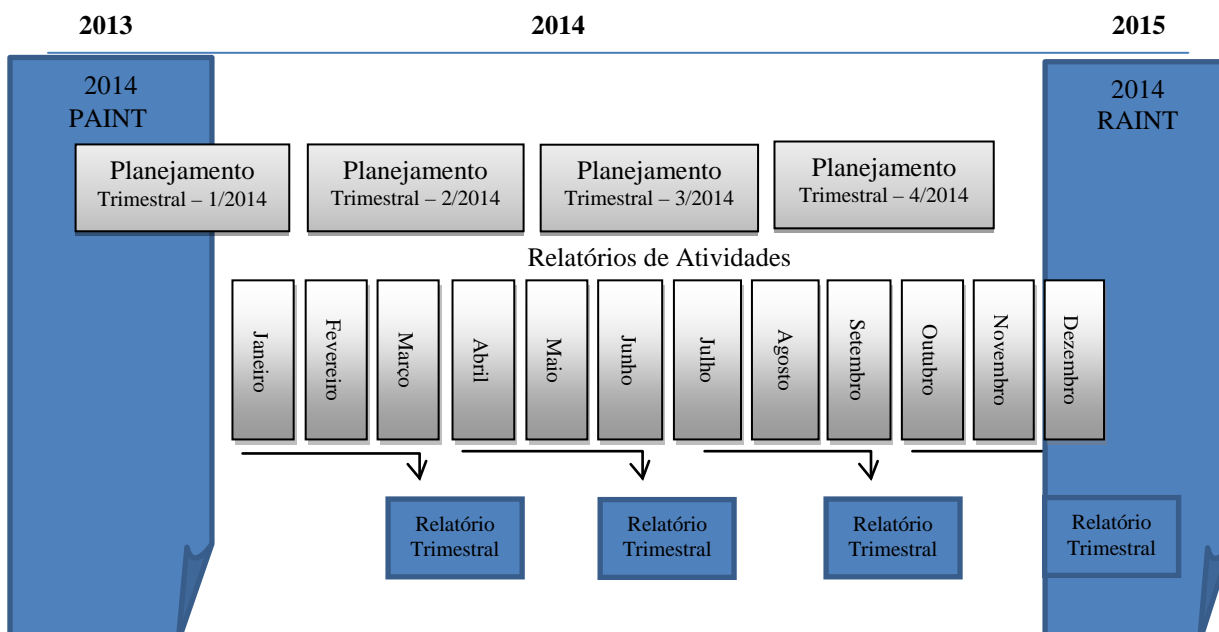 2013
2014
2015
2014
PAINT
2014
RAINT
Planejamento
Trimestral – 1/2014
Planejamento
Trimestral – 2/2014
Planejamento
Trimestral – 3/2014
Planejamento
Trimestral – 4/2014
Relatórios de Atividades
Janeiro
Fevereiro
Março
Abril
Maio
Junho
Julho
Agosto
Setembro
Outubro
Novembro
Dezembro
Relatório
Trimestral
Relatório
Trimestral
Relatório
Trimestral
Relatório
Trimestral